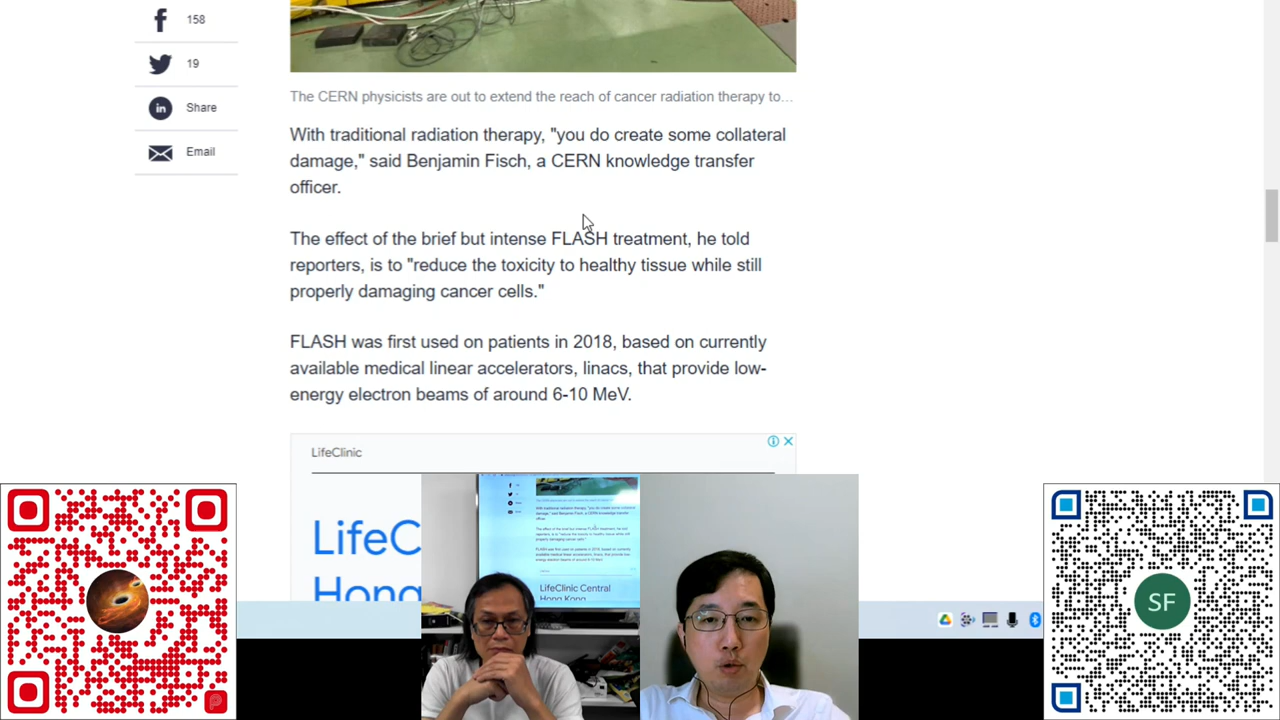 158
19
Share
Email
The CERN physicists are out to extend the reach of cancer radiation therapy to...
With traditional radiation therapy, "you do create some collateral
damage," said Benjamin Fisch, a CERN knowledge transfer
officer.
The effect of the brief but intense FLASH treatment, he told
reporters, is to "reduce the toxicity to healthy tissue while still
properly damaging cancer cells."
FLASH was first used on patients in 2018, based on currently
available medical linear accelerators, linacs, that provide low-
energy electron beams of around 6-10 MeV.
LifeClinic
LifeC
Hong
LifeClinic Central
Hong Kong
SF